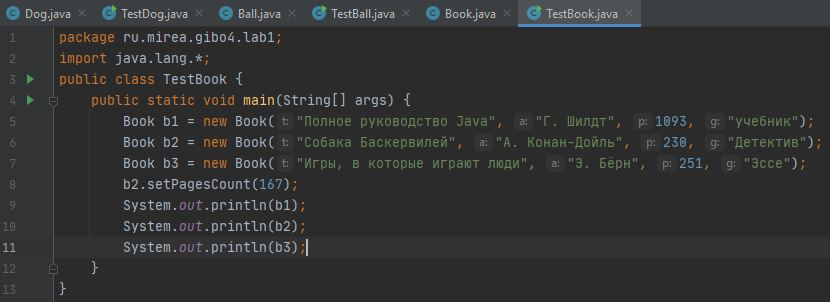 Dog.java × TestDog.java × Ball.java × TestBall.java × Book.java × TestBook.java ×
1 package ru.mirea.gibo4.lab1;
2 import java.lang.*;
3 public class TestBook {
4 public static void main(String[] args) {
5 Book b1 = new Book( t: "Полное руководство Java", a: "Г. Шилдт", p: 1093, g: "учебник");
6 Book b2 = new Book( t: "Собака Баскервилей", a: "А. Конан-Дойль", p: 230, g: "Детектив");
7 Book b3 = new Book( t: "Игры, в которые играют люди", a: "Э. Бёрн", p: 251, g: "Эссе");
8 b2.setPagesCount(167);
9 System.out.println(b1);
10 System.out.println(b2);
11 System.out.println(b3);
12 }
13 }